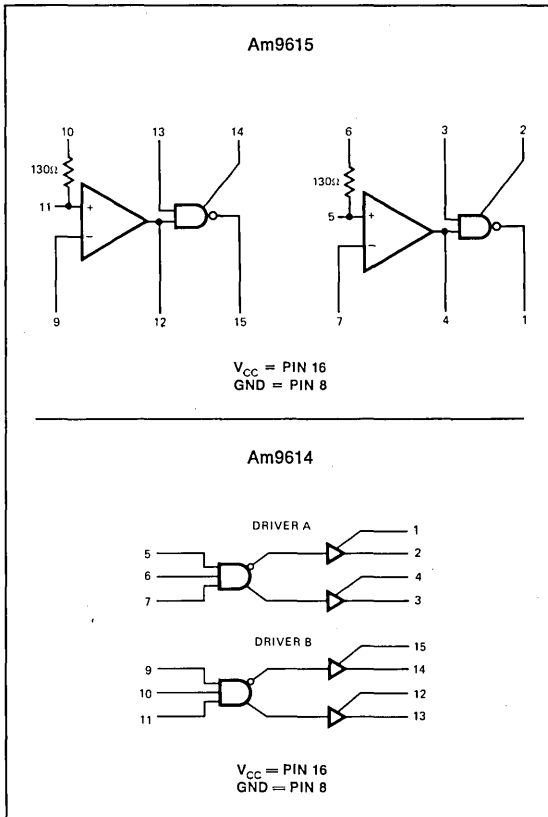 Am9615
10 13 14 6 3 2
130Ω 130Ω
11 + 5 +
− −
9 12 15 7 4 1
V_CC = PIN 16
GND = PIN 8
Am9614
DRIVER A
1
5 2
6
4
7 3
DRIVER B
15
9 14
10
12
11 13
V_CC = PIN 16
GND = PIN 8